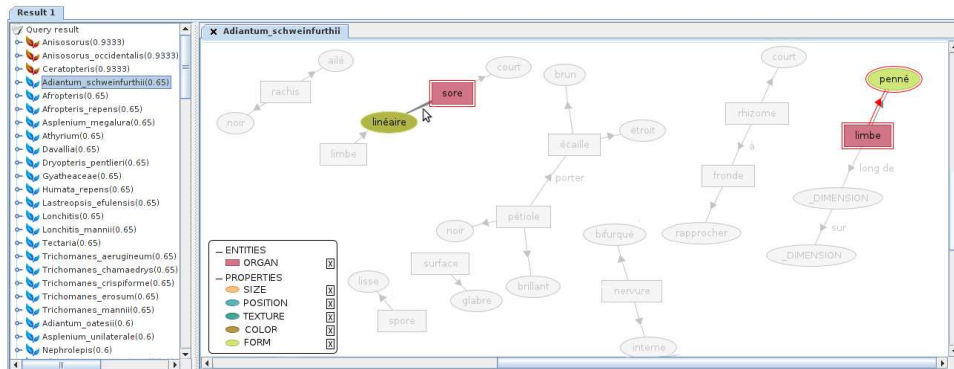 Result 1
Query result
Anisosorus(0.9333)
Anisosorus_occidentalis(0.9333)
Ceratopteris(0.9333)
Adiantum_schweinfurthii(0.65)
Afropteris(0.65)
Afropteris_repens(0.65)
Asplenium_megalura(0.65)
Athyrium(0.65)
Davallia(0.65)
Dryopteris_pentlieri(0.65)
Gyatheaceae(0.65)
Humata_repens(0.65)
Lastreopsis_efulensis(0.65)
Lonchitis(0.65)
Lonchitis_mannii(0.65)
Tectaria(0.65)
Trichomanes_aerugineum(0.65)
Trichomanes_chamaedrys(0.65)
Trichomanes_crispiforme(0.65)
Trichomanes_erosum(0.65)
Trichomanes_mannii(0.65)
Adiantum_oatesii(0.6)
Asplenium_unilaterale(0.6)
Nephrolepis(0.6)
Adiantum_schweinfurthii
ailé
rachis
noir
court
sore
linéaire
limbe
brun
étroit
écaille
porter
pétiole
noir
brillant
surface
glabre
lisse
spore
bifurqué
nervure
interne
court
rhizome
à
fronde
rapprocher
penné
limbe
long de
_DIMENSION
sur
_DIMENSION
ENTITIES
ORGAN
PROPERTIES
SIZE
POSITION
TEXTURE
COLOR
FORM